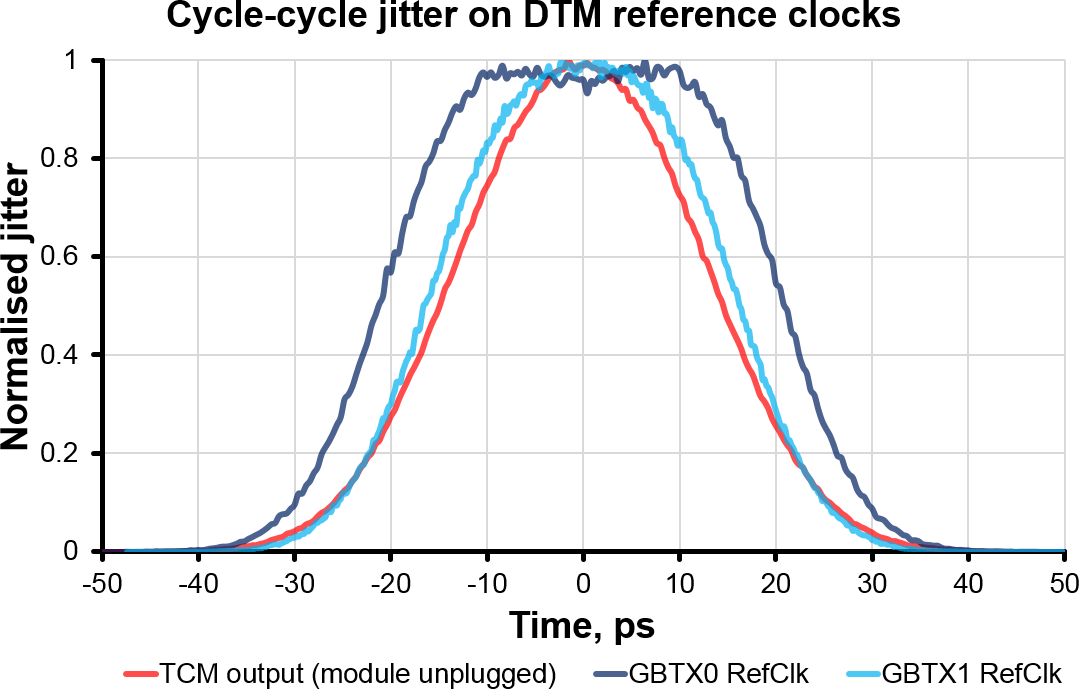 Cycle-cycle jitter on DTM reference clocks
Normalised jitter
1
0.8
0.6
0.4
0.2
0
-50 -40 -30 -20 -10 0 10 20 30 40 50
Time, ps
TCM output (module unplugged) GBTX0 RefClk GBTX1 RefClk